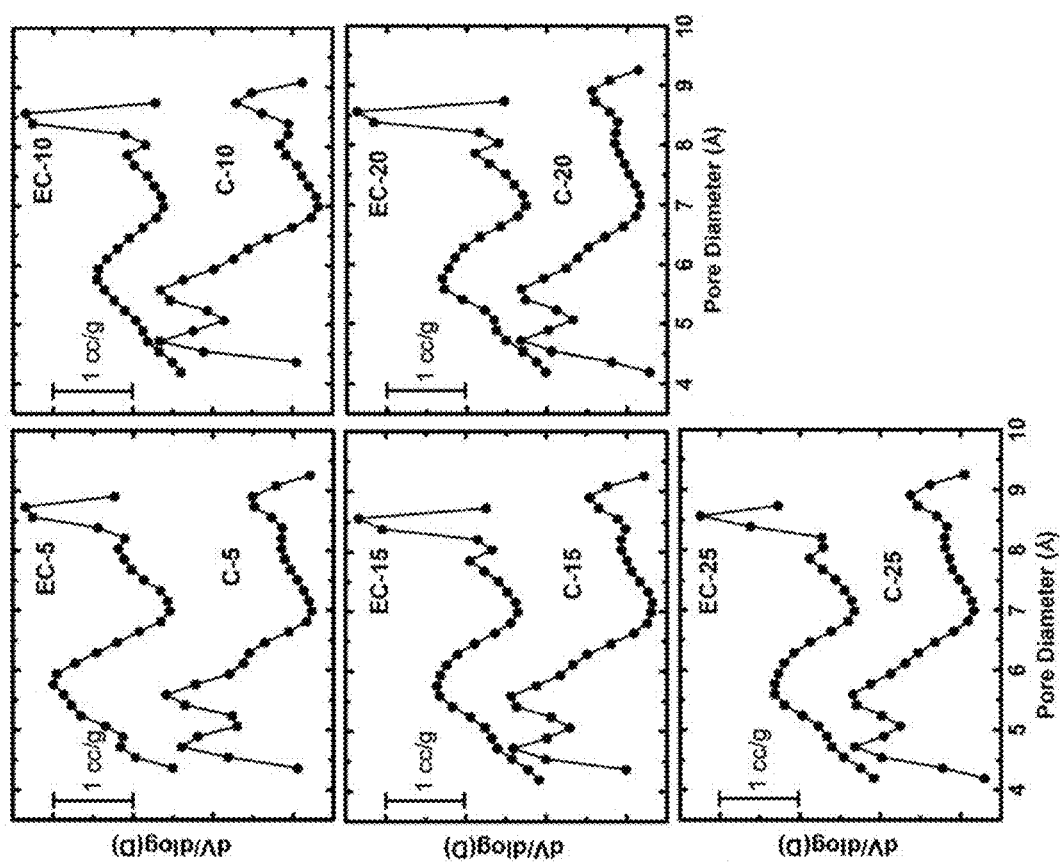 EC-5
C-5
1 cc/g
dV/dlog(D)
EC-10
C-10
1 cc/g
EC-15
C-15
1 cc/g
dV/dlog(D)
EC-20
C-20
1 cc/g
4 5 6 7 8 9 10
Pore Diameter (Å)
EC-25
C-25
1 cc/g
dV/dlog(D)
4 5 6 7 8 9 10
Pore Diameter (Å)